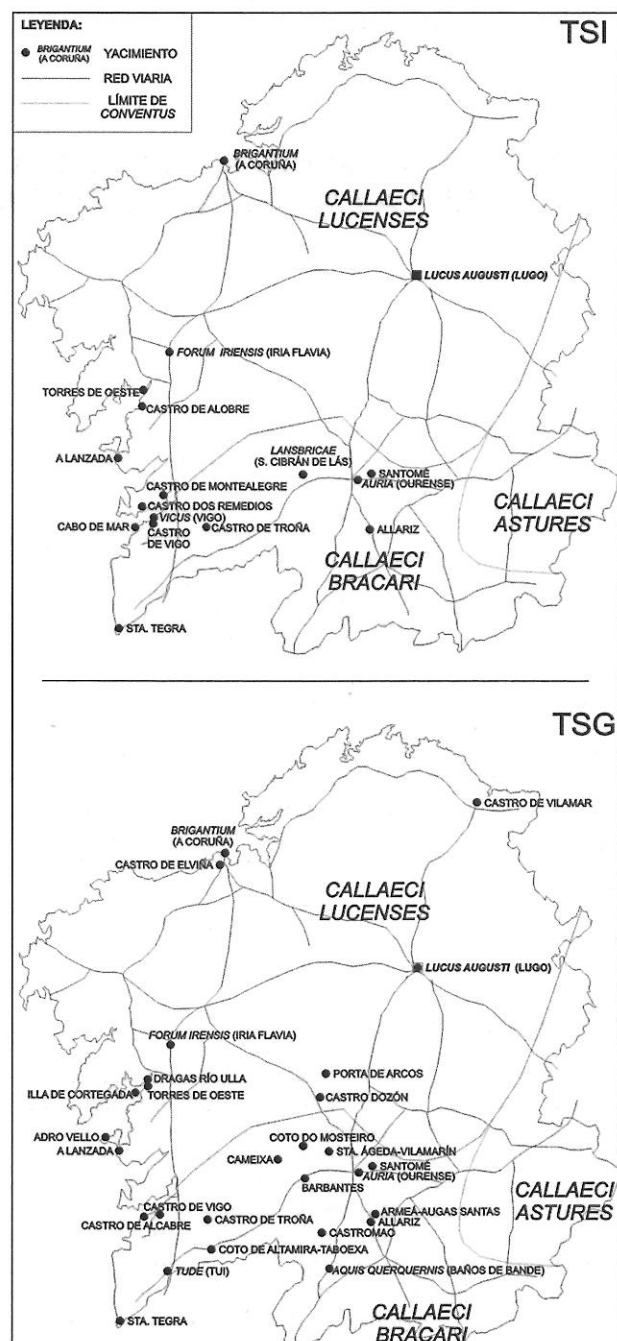 LEYENDA:
BRIGANTIUM
(A CORUÑA)
YACIMIENTO
RED VIARIA
LÍMITE DE
CONVENTUS
TSI
BRIGANTIUM
(A CORUÑA)
CALLAECI
LUCENSES
LUCUS AUGUSTI (LUGO)
FORUM IRIENSIS (IRIA FLAVIA)
TORRES DE OESTE
CASTRO DE ALOBRE
A LANZADA
LANSBRICAE
(S. CIBRÁN DE LÁS)
SANTOMÉ
AURIA (OURENSE)
CASTRO DE MONTEALEGRE
CASTRO DOS REMEDIOS
VICUS (VIGO)
CABO DE MAR
CASTRO
DE VIGO
CASTRO DE TROÑA
ALLARIZ
CALLAECI
ASTURES
CALLAECI
BRACARI
STA. TEGRA
TSG
CASTRO DE VILAMAR
BRIGANTIUM
(A CORUÑA)
CASTRO DE ELVIÑA
CALLAECI
LUCENSES
LUCUS AUGUSTI (LUGO)
FORUM IRENSIS (IRIA FLAVIA)
DRAGAS RÍO ULLA
ILLA DE CORTEGADA
TORRES DE OESTE
PORTA DE ARCOS
CASTRO DOZÓN
ADRO VELLO
A LANZADA
COTO DO MOSTEIRO
STA. ÁGEDA-VILAMARÍN
CAMEIXA
SANTOMÉ
AURIA (OURENSE)
BARBANTES
CALLAECI
ASTURES
CASTRO DE VIGO
CASTRO DE ALCABRE
CASTRO DE TROÑA
ARMEÁ-AUGAS SANTAS
ALLARIZ
CASTROMAO
COTO DE ALTAMIRA-TABOEXA
TUDE (TUI)
AQUIS QUERQUERNIS (BAÑOS DE BANDE)
CALLAECI
BRACARI
STA. TEGRA